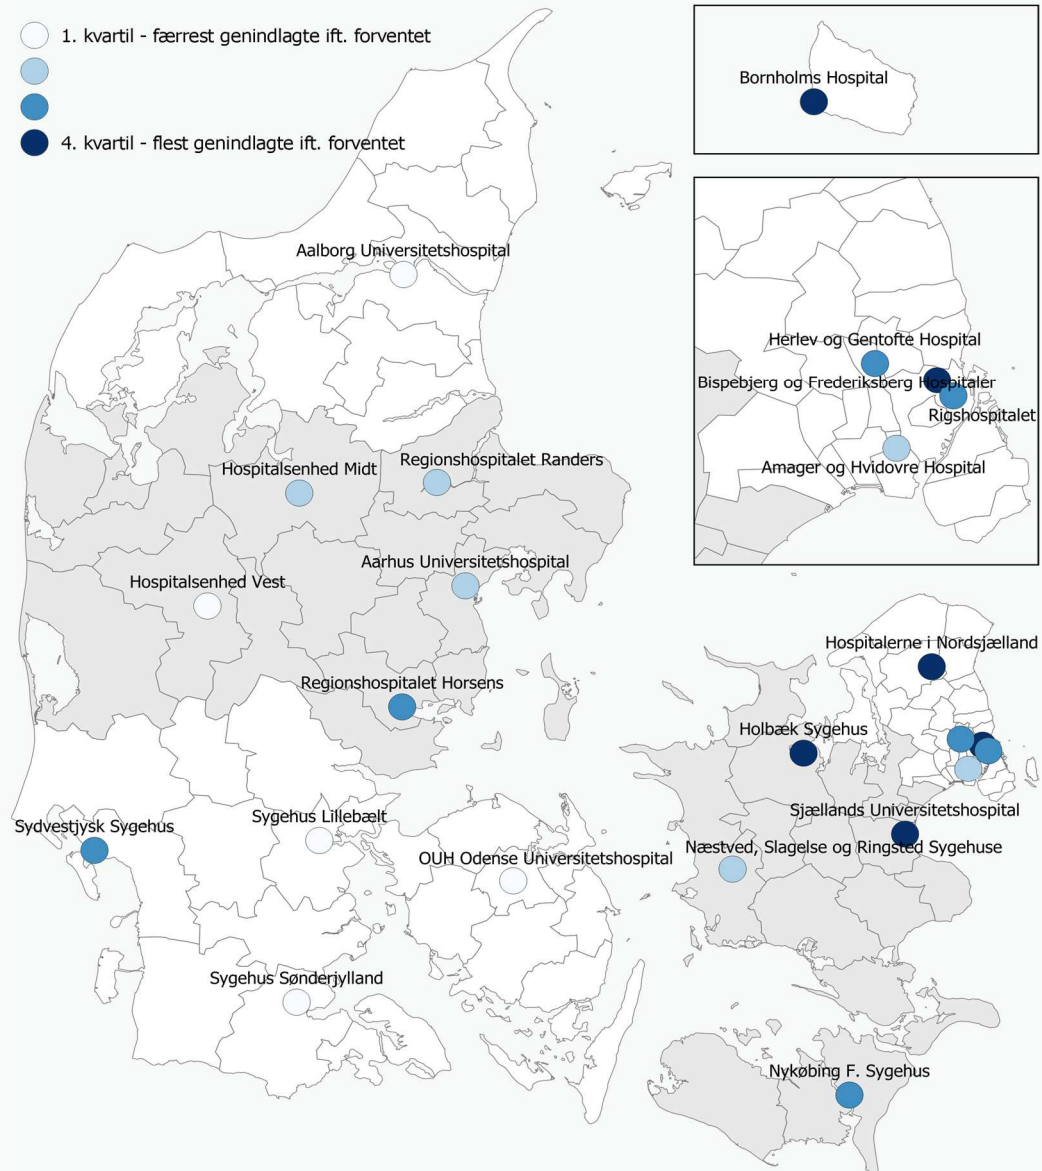 1. kvartil - færrest genindlagte ift. forventet
4. kvartil - flest genindlagte ift. forventet
Bornholms Hospital
Aalborg Universitetshospital
Herlev og Gentofte Hospital
Bispebjerg og Frederiksberg Hospitaler
Rigshospitalet
Amager og Hvidovre Hospital
Hospitalsenhed Midt
Regionshospitalet Randers
Aarhus Universitetshospital
Hospitalsenhed Vest
Regionshospitalet Horsens
Hospitalerne i Nordsjælland
Holbæk Sygehus
Sjællands Universitetshospital
Næstved, Slagelse og Ringsted Sygehuse
Sydvestjysk Sygehus
Sygehus Lillebælt
OUH Odense Universitetshospital
Sygehus Sønderjylland
Nykøbing F. Sygehus